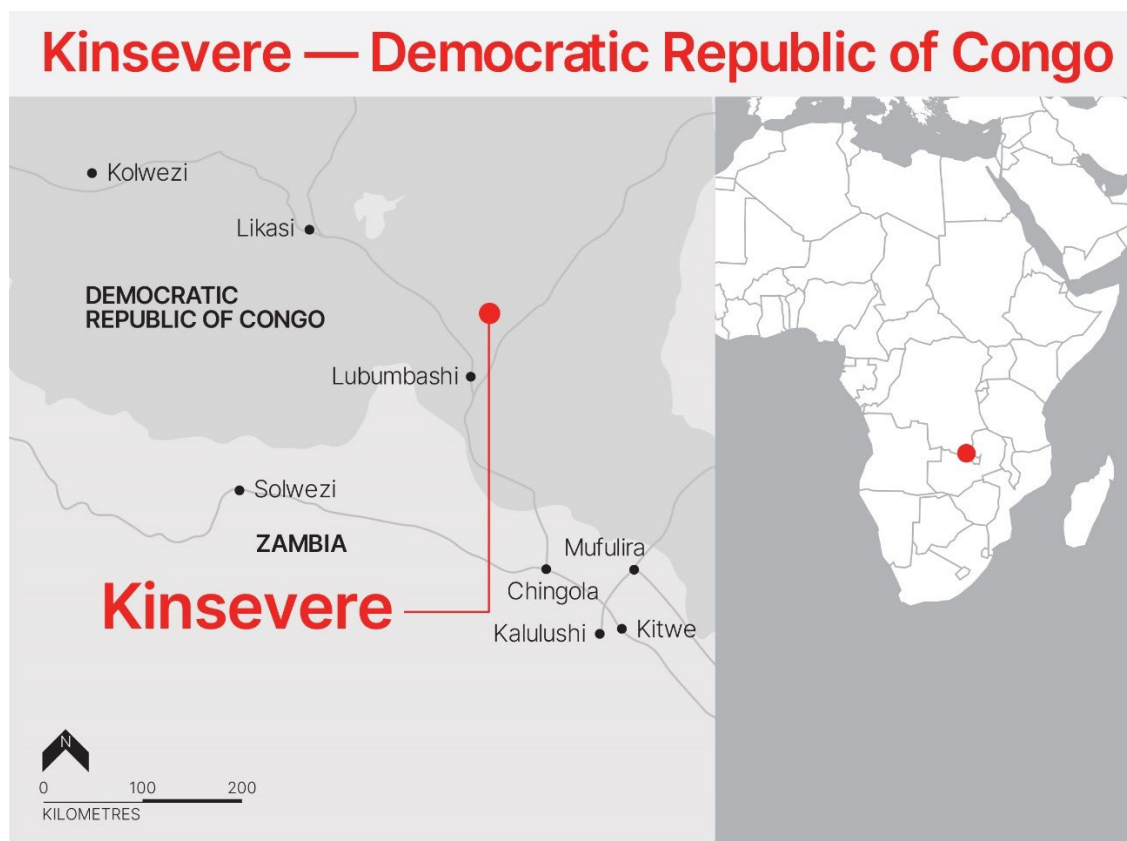 Kinsevere — Democratic Republic of Congo
Kolwezi
Likasi
DEMOCRATIC
REPUBLIC OF CONGO
Lubumbashi
Solwezi
ZAMBIA
Mufulira
Chingola
Kinsevere
Kalulushi
Kitwe
N
0 100 200
KILOMETRES